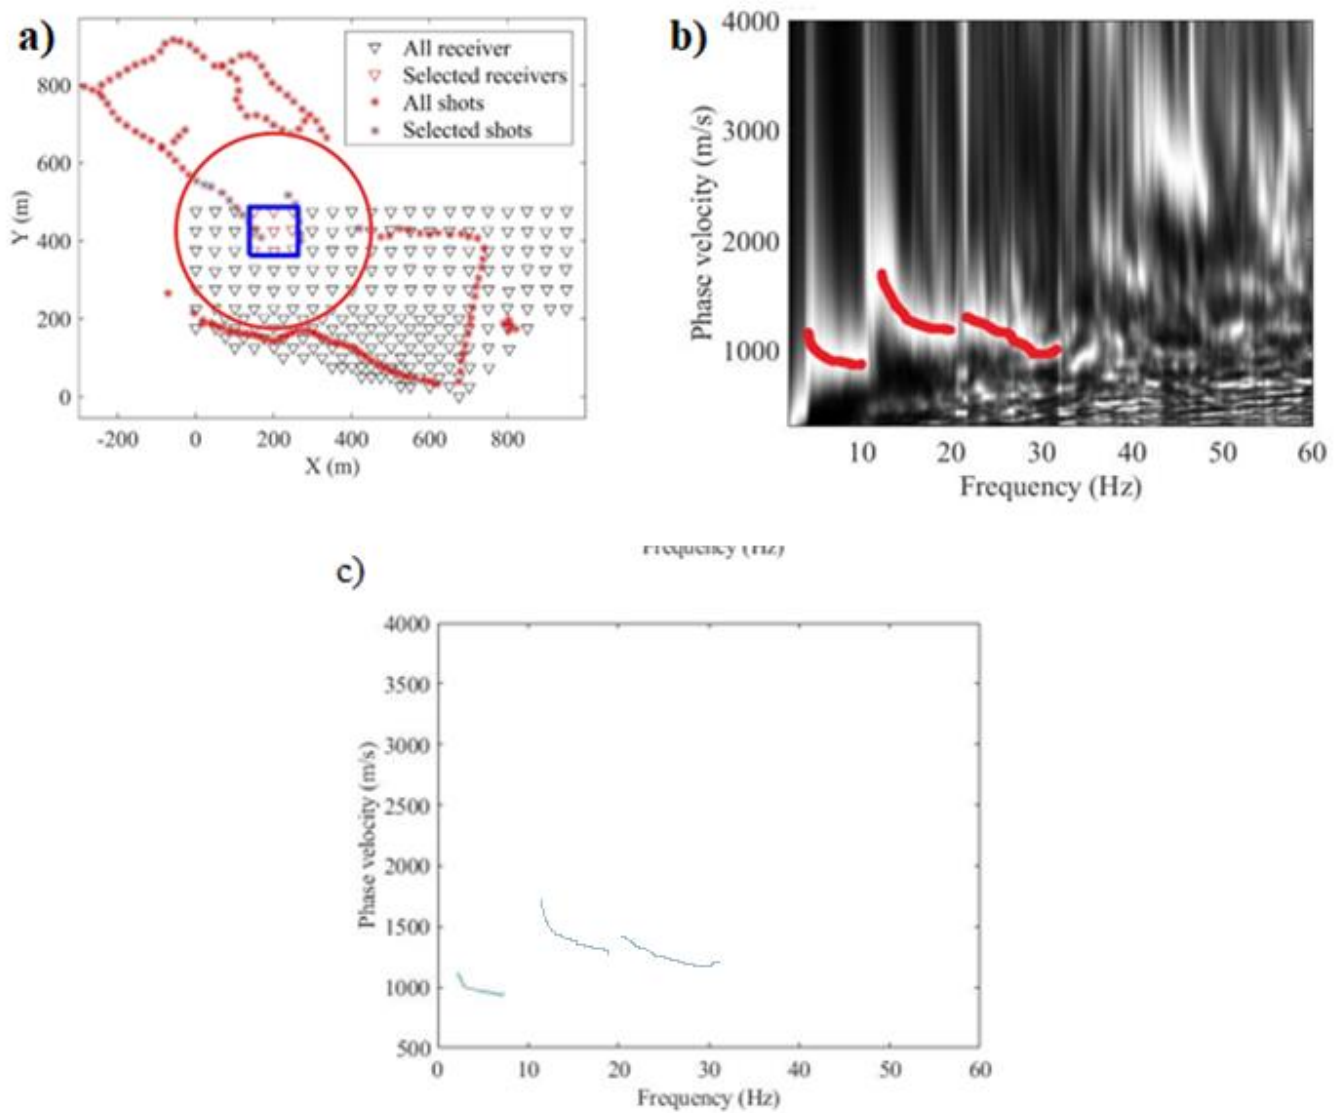 a)
All receiver
Selected receivers
All shots
Selected shots
800
600
400
200
0
Y (m)
-200 0 200 400 600 800
X (m)
b)
4000
3000
2000
1000
Phase velocity (m/s)
10 20 30 40 50 60
Frequency (Hz)
Frequency (Hz)
c)
4000
3500
3000
2500
2000
1500
1000
500
Phase velocity (m/s)
0 10 20 30 40 50 60
Frequency (Hz)